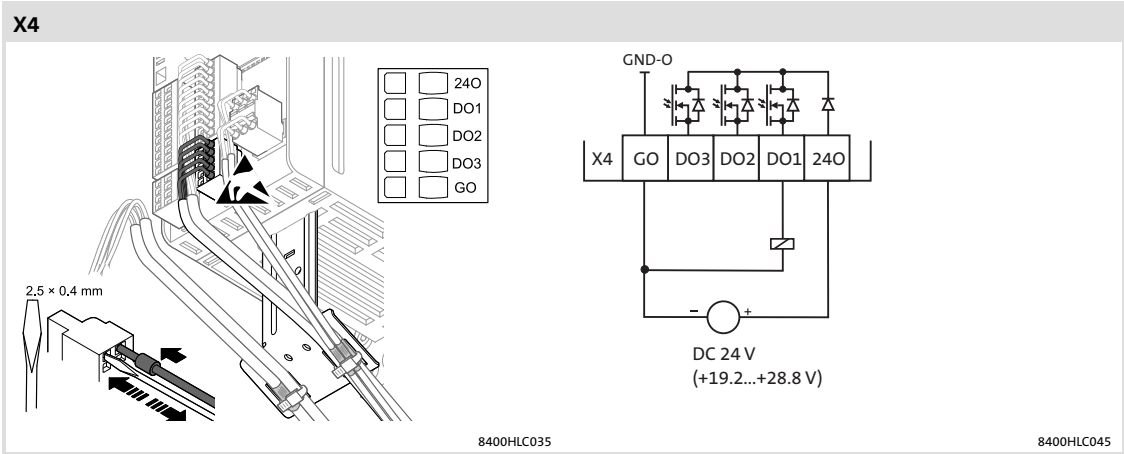 X4
24O
DO1
DO2
DO3
GO
2.5 × 0.4 mm
8400HLC035
GND-O
X4 GO DO3 DO2 DO1 24O
− +
DC 24 V
(+19.2...+28.8 V)
8400HLC045